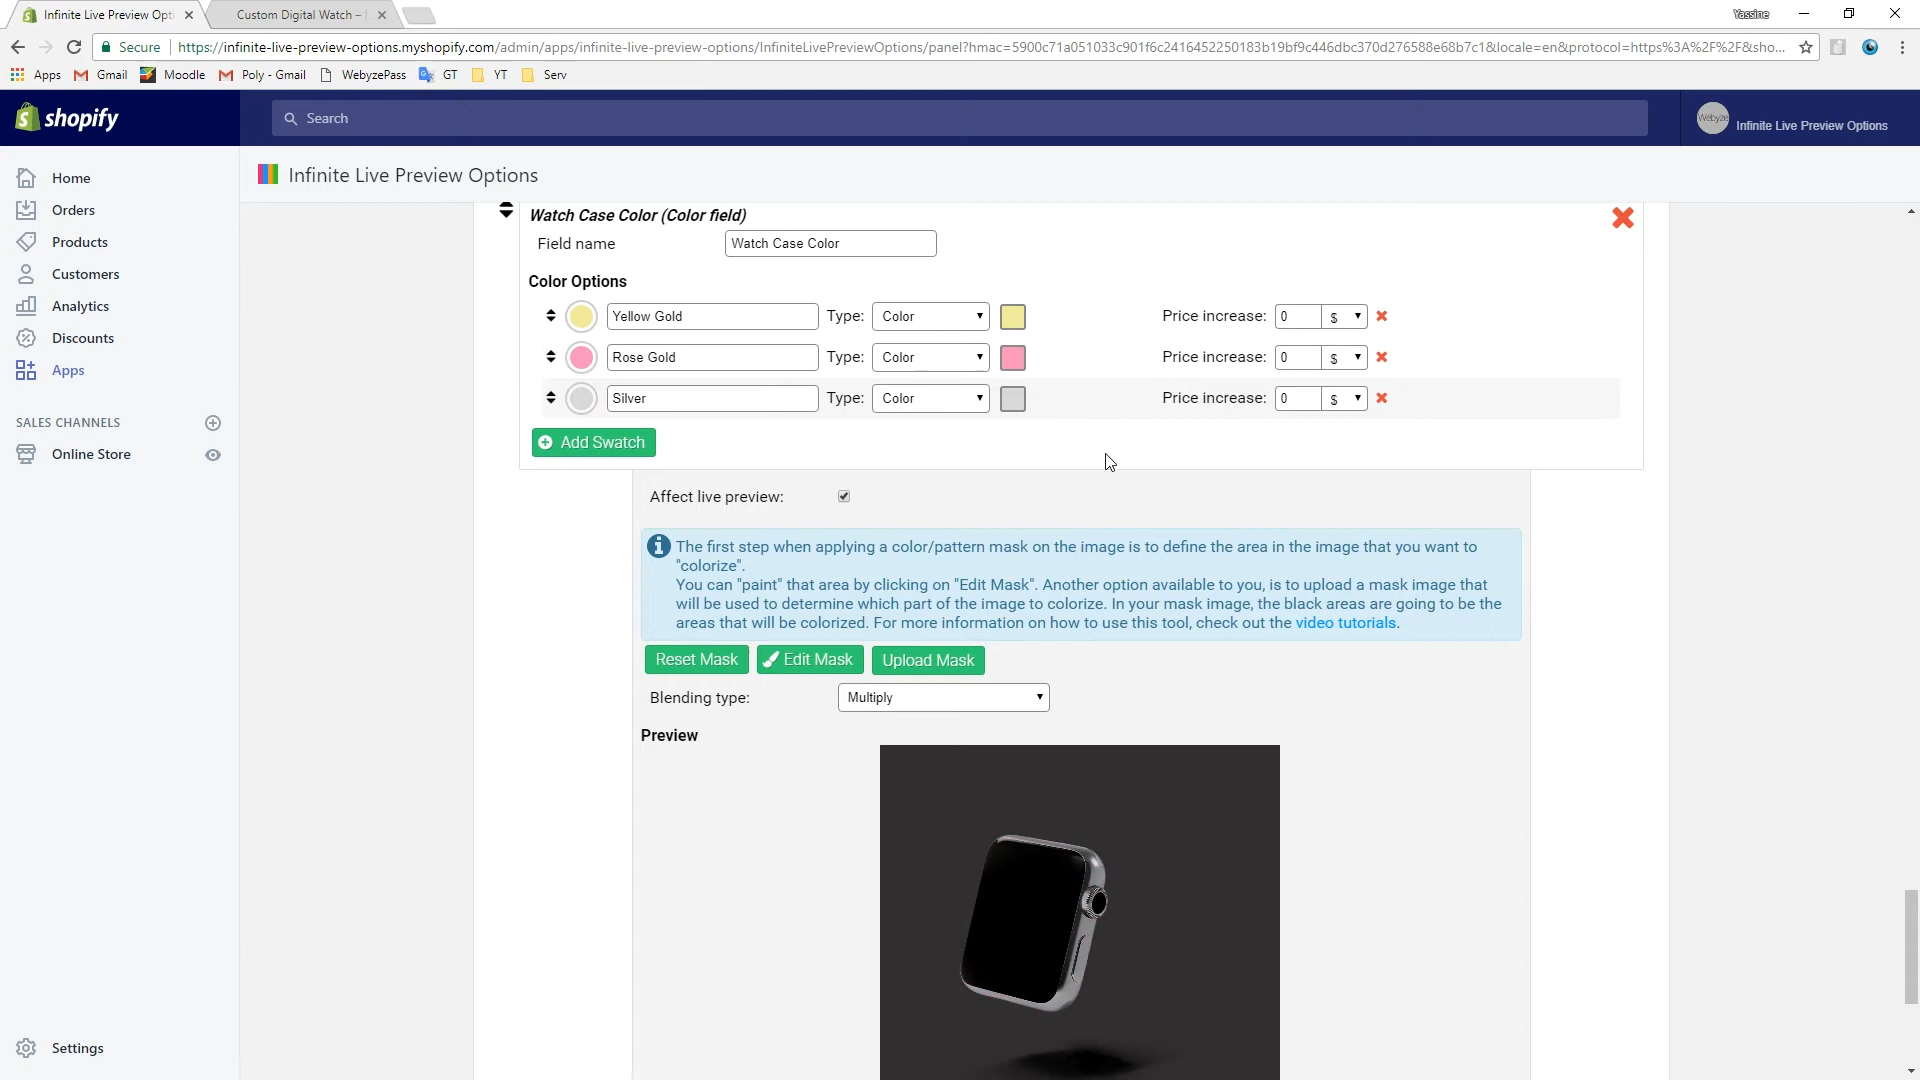 Infinite Live Preview Opti
Custom Digital Watch –
Yassine
Secure
https://infinite-live-preview-options.myshopify.com/admin/apps/infinite-live-preview-options/InfiniteLivePreviewOptions/panel?hmac=5900c71a051033c901f6c2416452250183b19bf9c446dbc370d276588e68b7c1&locale=en&protocol=https%3A%2F%2F&sho...
Apps
Gmail
Moodle
Poly - Gmail
WebyzePass
GT
YT
Serv
shopify
Search
Webyze
Infinite Live Preview Options
Infinite Live Preview Options
Home
Orders
Products
Customers
Analytics
Discounts
Apps
SALES CHANNELS
Online Store
Settings
Watch Case Color (Color field)
Field name
Watch Case Color
Color Options
Yellow Gold Type: Color Price increase: 0 $
Rose Gold Type: Color Price increase: 0 $
Silver Type: Color Price increase: 0 $
Add Swatch
Affect live preview:
The first step when applying a color/pattern mask on the image is to define the area in the image that you want to
"colorize".
You can "paint" that area by clicking on "Edit Mask". Another option available to you, is to upload a mask image that
will be used to determine which part of the image to colorize. In your mask image, the black areas are going to be the
areas that will be colorized. For more information on how to use this tool, check out the video tutorials.
Reset Mask
Edit Mask
Upload Mask
Blending type:
Multiply
Preview